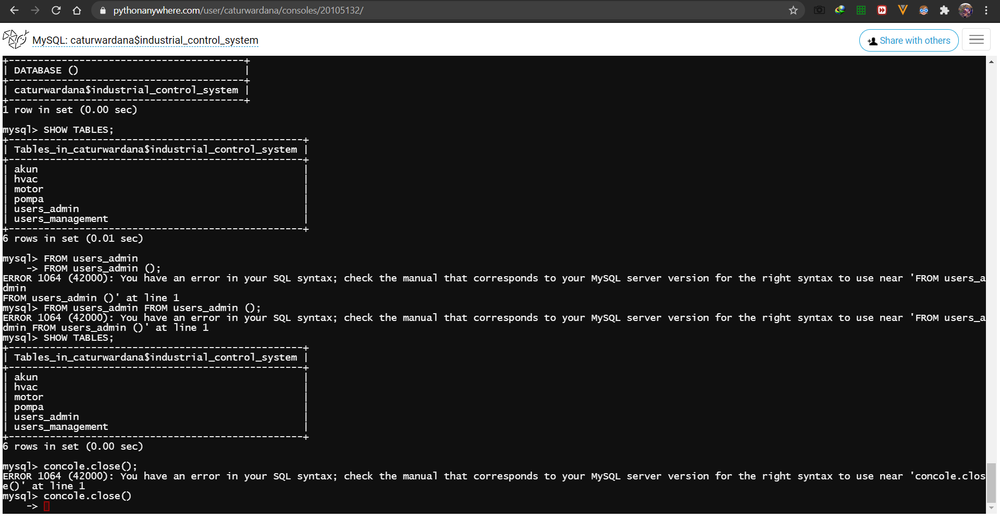 pythonanywhere.com/user/caturwardana/consoles/20105132/
MySQL: caturwardana$industrial_control_system
Share with others
+----------------------------------------+
| DATABASE () |
+----------------------------------------+
| caturwardana$industrial_control_system |
+----------------------------------------+
1 row in set (0.00 sec)
mysql> SHOW TABLES;
+--------------------------------------------------+
| Tables_in_caturwardana$industrial_control_system |
+--------------------------------------------------+
| akun |
| hvac |
| motor |
| pompa |
| users_admin |
| users_management |
+--------------------------------------------------+
6 rows in set (0.01 sec)
mysql> FROM users_admin
-> FROM users_admin ();
ERROR 1064 (42000): You have an error in your SQL syntax; check the manual that corresponds to your MySQL server version for the right syntax to use near 'FROM users_a
dmin
FROM users_admin ()' at line 1
mysql> FROM users_admin FROM users_admin ();
ERROR 1064 (42000): You have an error in your SQL syntax; check the manual that corresponds to your MySQL server version for the right syntax to use near 'FROM users_a
dmin FROM users_admin ()' at line 1
mysql> SHOW TABLES;
+--------------------------------------------------+
| Tables_in_caturwardana$industrial_control_system |
+--------------------------------------------------+
| akun |
| hvac |
| motor |
| pompa |
| users_admin |
| users_management |
+--------------------------------------------------+
6 rows in set (0.00 sec)
mysql> concole.close();
ERROR 1064 (42000): You have an error in your SQL syntax; check the manual that corresponds to your MySQL server version for the right syntax to use near 'concole.clos
e()' at line 1
mysql> concole.close()
->